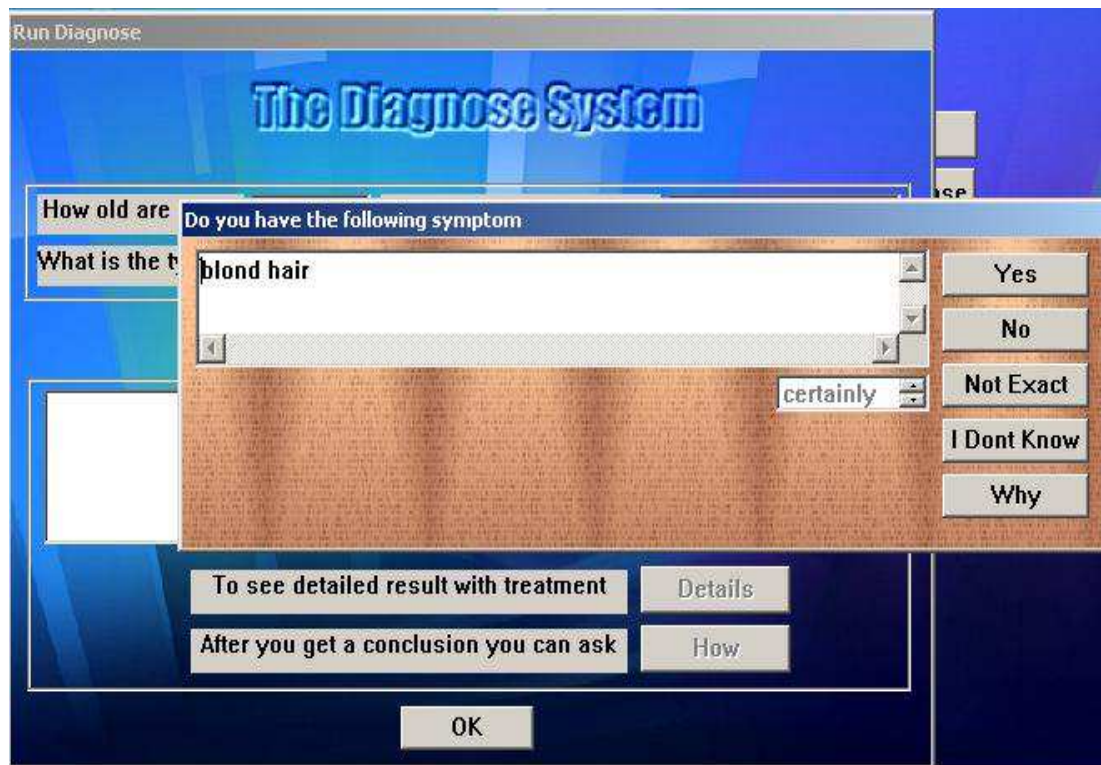 Run Diagnose
The Diagnose System
How old are
What is the
Do you have the following symptom
blond hair
certainly
Yes
No
Not Exact
I Dont Know
Why
To see detailed result with treatment
Details
After you get a conclusion you can ask
How
OK